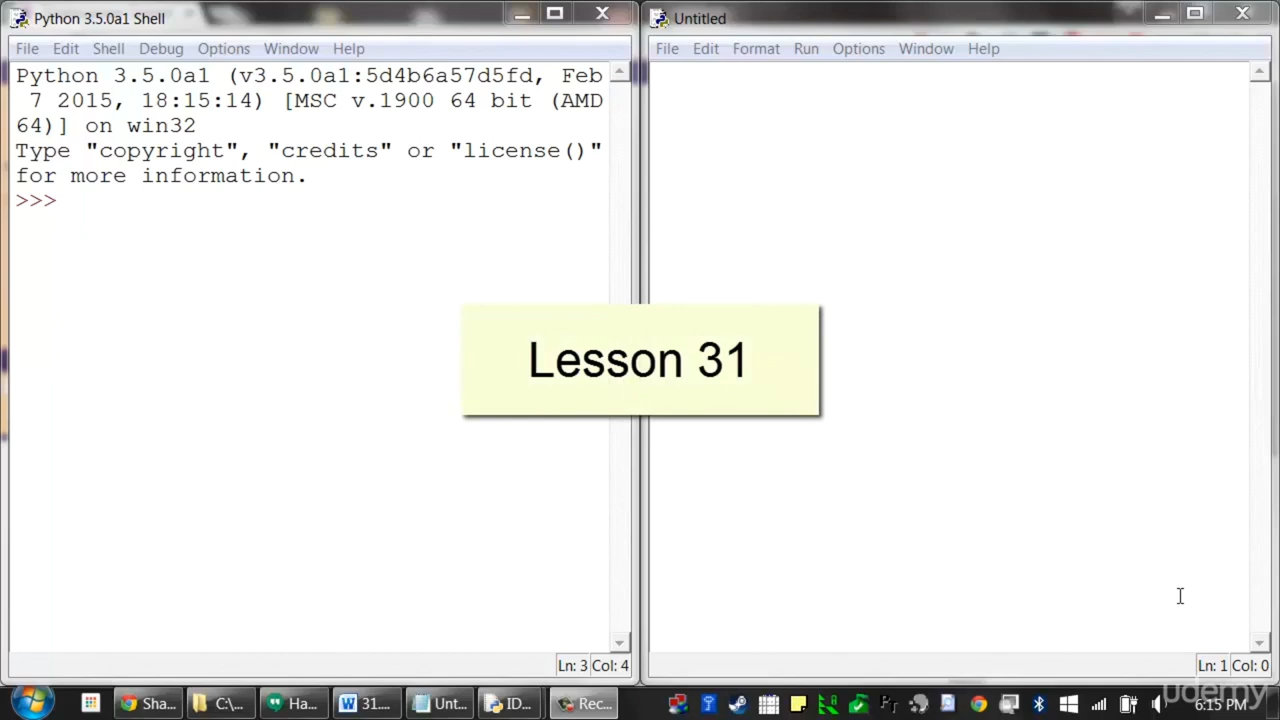 Python 3.5.0a1 Shell
File Edit Shell Debug Options Window Help
Python 3.5.0a1 (v3.5.0a1:5d4b6a57d5fd, Feb
7 2015, 18:15:14) [MSC v.1900 64 bit (AMD
64)] on win32
Type "copyright", "credits" or "license()"
for more information.
>>>
Ln: 3 Col: 4
Untitled
File Edit Format Run Options Window Help
Ln: 1 Col: 0
Lesson 31
Sha...
C:\...
Ha...
31....
Unt...
ID...
Rec...
6:15 PM
udemy